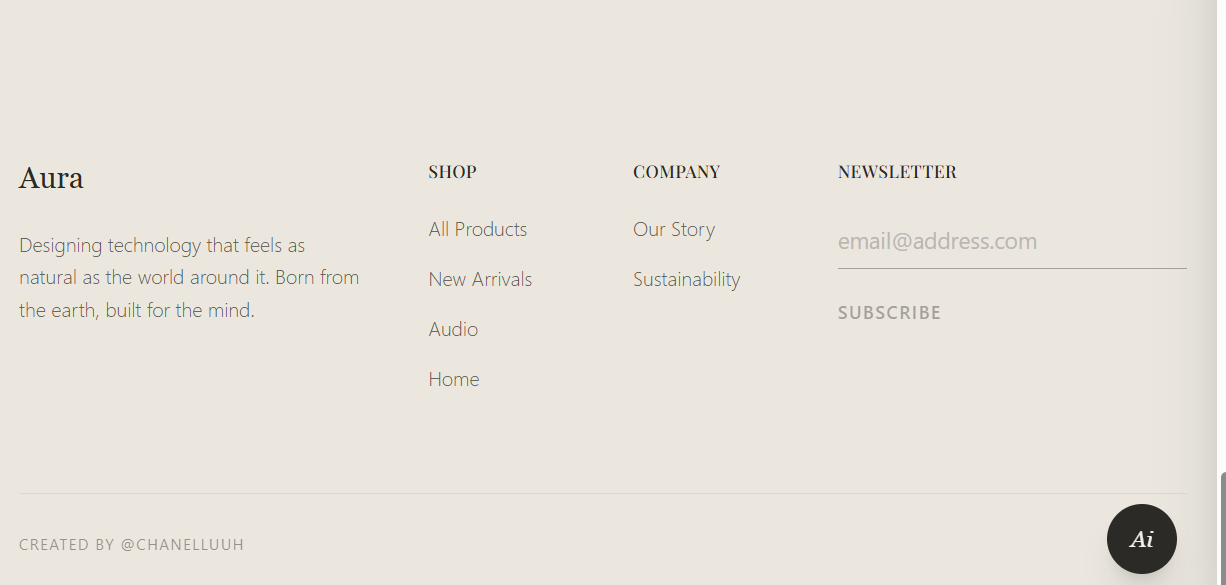 Aura
Designing technology that feels as
natural as the world around it. Born from
the earth, built for the mind.
SHOP
All Products
New Arrivals
Audio
Home
COMPANY
Our Story
Sustainability
NEWSLETTER
email@address.com
SUBSCRIBE
CREATED BY @CHANELLUUH
Ai